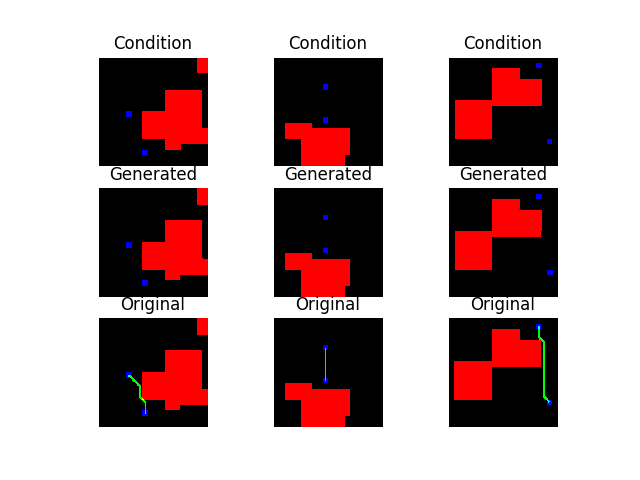 Condition Condition Condition
Generated Generated Generated
Original Original Original